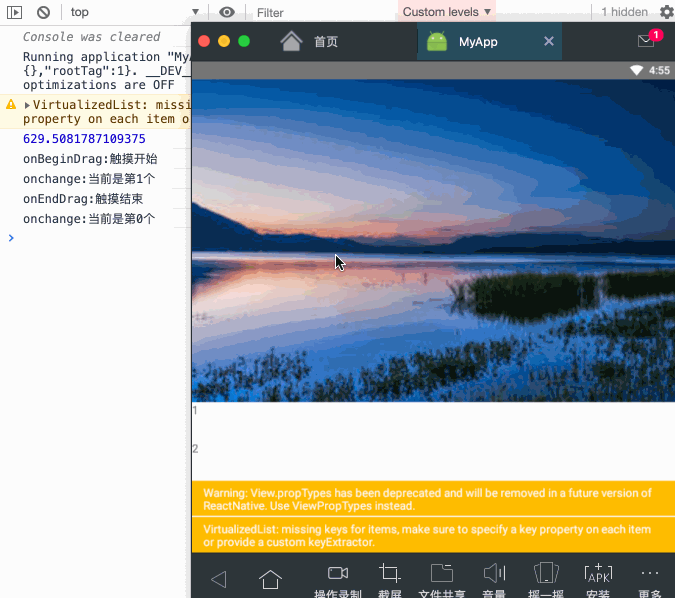 top
Filter
Custom levels ▼
1 hidden
Console was cleared
Running application "My
{},"rootTag":1}. __DEV__
optimizations are OFF
VirtualizedList: missi
property on each item o
629.5081787109375
onBeginDrag:触摸开始
onchange:当前是第1个
onEndDrag:触摸结束
onchange:当前是第0个
首页
MyApp
1
4:55
1
2
Warning: View.propTypes has been deprecated and will be removed in a future version of
ReactNative. Use ViewPropTypes instead.
VirtualizedList: missing keys for items, make sure to specify a key property on each item
or provide a custom keyExtractor.
APK
操作录制
截屏
文件共享
音量
摇一摇
安装
更多